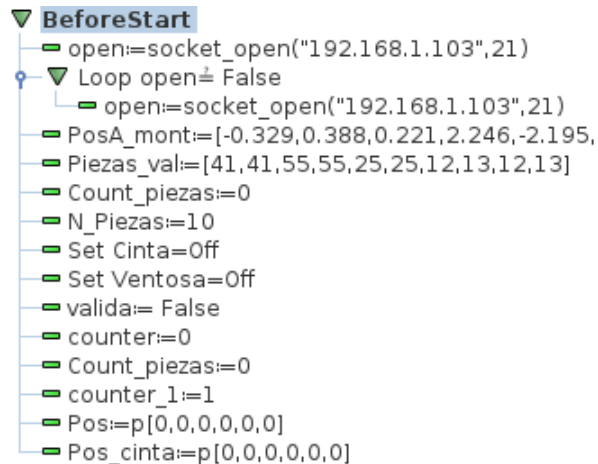 BeforeStart
open:=socket_open("192.168.1.103",21)
Loop open≟ False
open:=socket_open("192.168.1.103",21)
PosA_mont:=[-0.329,0.388,0.221,2.246,-2.195,
Piezas_val:=[41,41,55,55,25,25,12,13,12,13]
Count_piezas:=0
N_Piezas:=10
Set Cinta=Off
Set Ventosa=Off
valida:= False
counter:=0
Count_piezas:=0
counter_1:=1
Pos:=p[0,0,0,0,0,0]
Pos_cinta:=p[0,0,0,0,0,0]